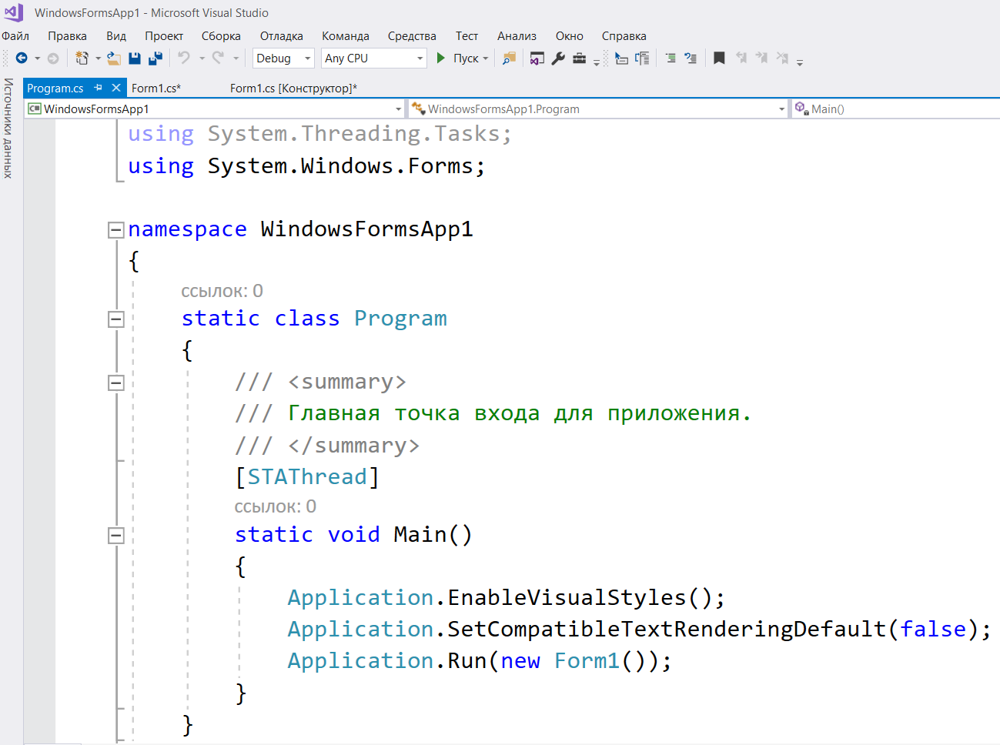 WindowsFormsApp1 - Microsoft Visual Studio
Файл Правка Вид Проект Сборка Отладка Команда Средства Тест Анализ Окно Справка
Debug Any CPU Пуск
Источники данных
Program.cs Form1.cs* Form1.cs [Конструктор]*
C# WindowsFormsApp1 WindowsFormsApp1.Program Main()
using System.Threading.Tasks;
using System.Windows.Forms;
namespace WindowsFormsApp1
{
ссылок: 0
static class Program
{
/// <summary>
/// Главная точка входа для приложения.
/// </summary>
[STAThread]
ссылок: 0
static void Main()
{
Application.EnableVisualStyles();
Application.SetCompatibleTextRenderingDefault(false);
Application.Run(new Form1());
}
}